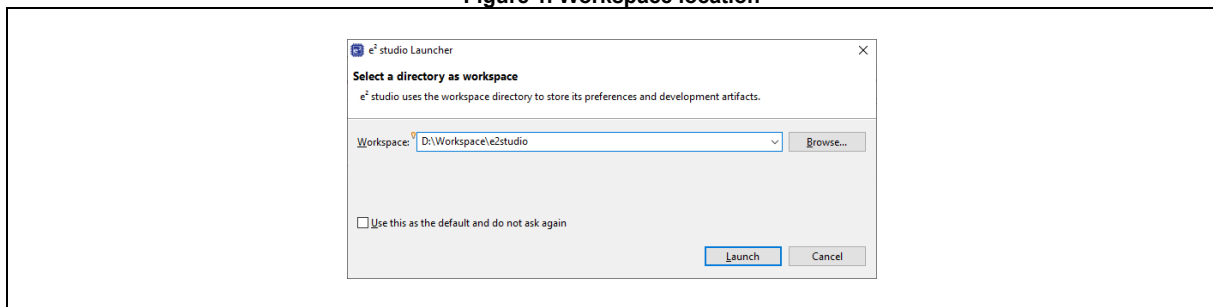 Figure 1. Workspace location
e² studio Launcher
Select a directory as workspace
e² studio uses the workspace directory to store its preferences and development artifacts.
Workspace: D:\Workspace\e2studio Browse...
Use this as the default and do not ask again
Launch Cancel